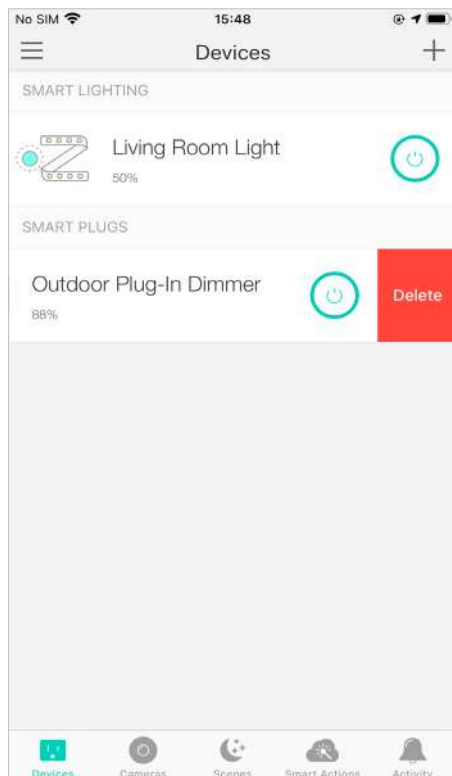 No SIM 15:48
Devices
SMART LIGHTING
Living Room Light
50%
SMART PLUGS
Outdoor Plug-In Dimmer
88%
Delete
Devices Cameras Scenes Smart Actions Activity